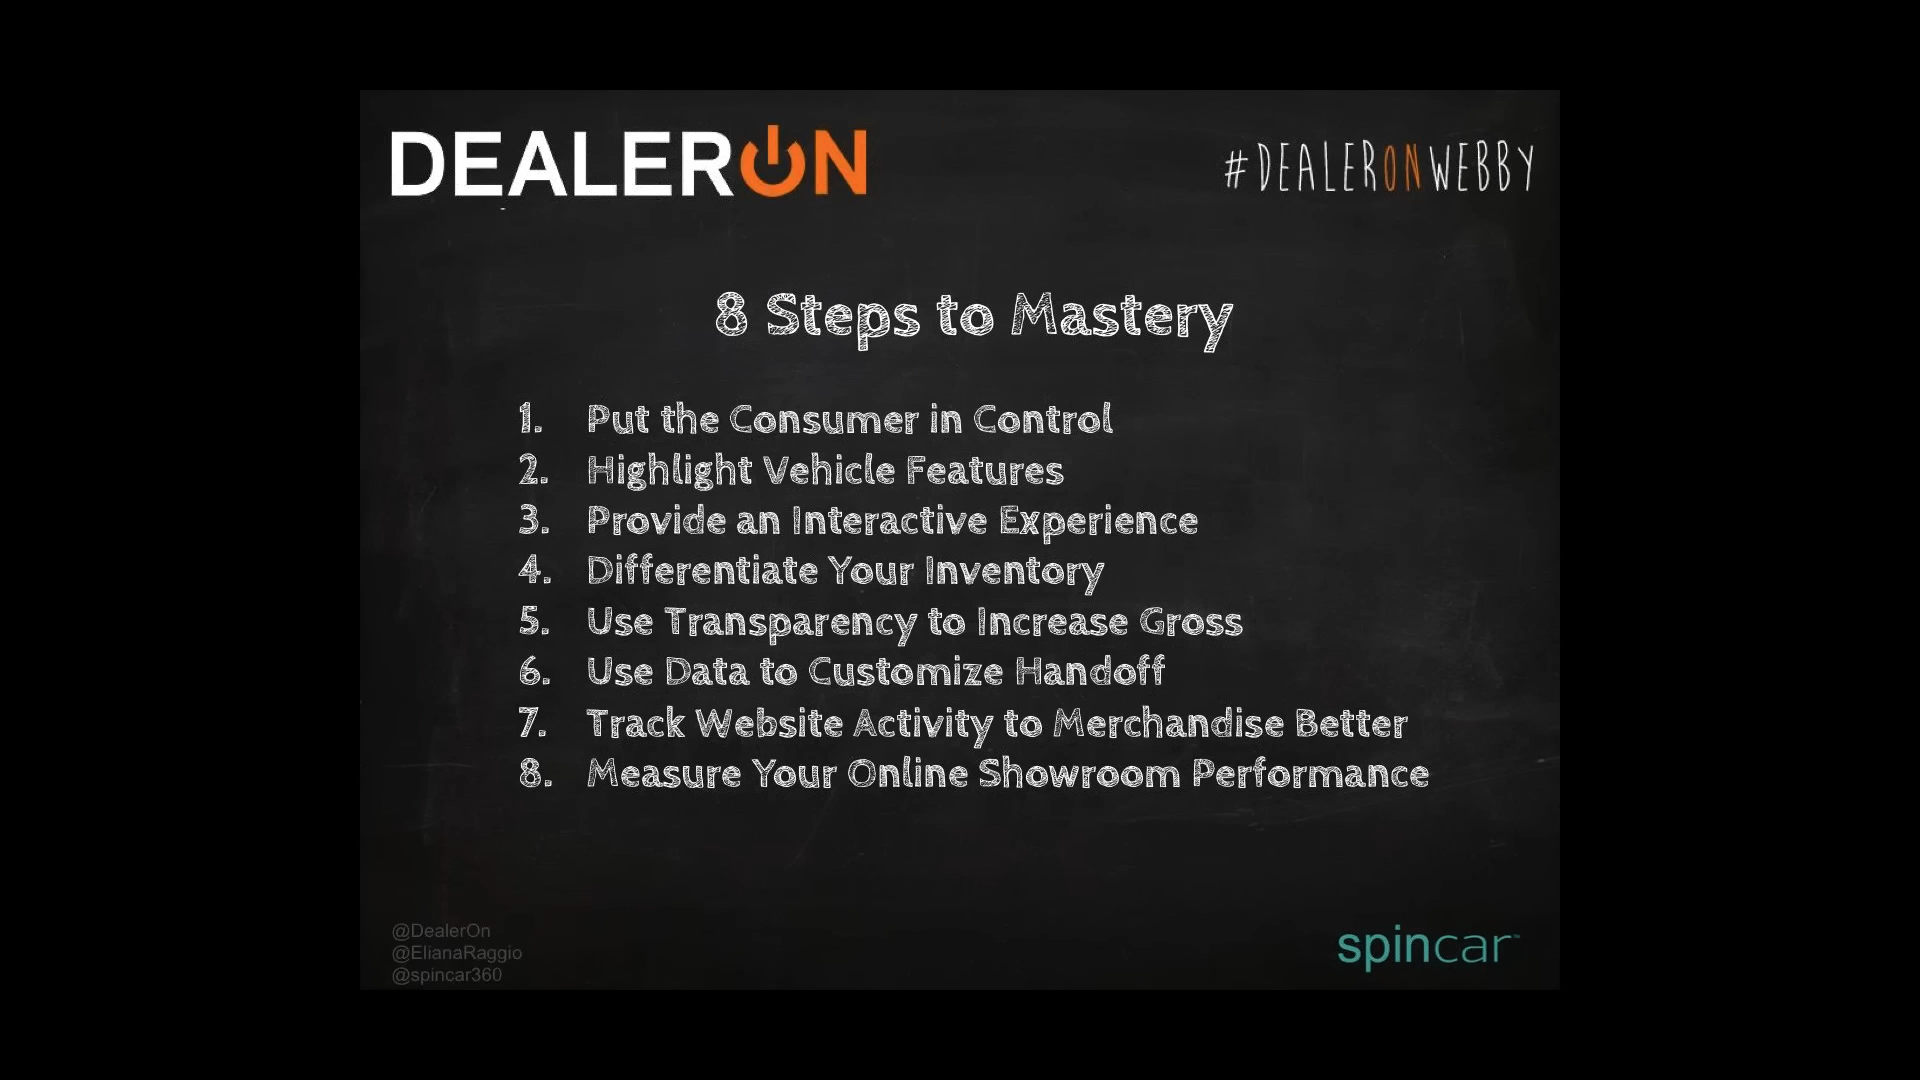 DEALERON
#DEALERONWEBBY
8 Steps to Mastery
1. Put the Consumer in Control
2. Highlight Vehicle Features
3. Provide an Interactive Experience
4. Differentiate Your Inventory
5. Use Transparency to Increase Gross
6. Use Data to Customize Handoff
7. Track Website Activity to Merchandise Better
8. Measure Your Online Showroom Performance
@DealerOn
@ElianaRaggio
@spincar360
spincar™